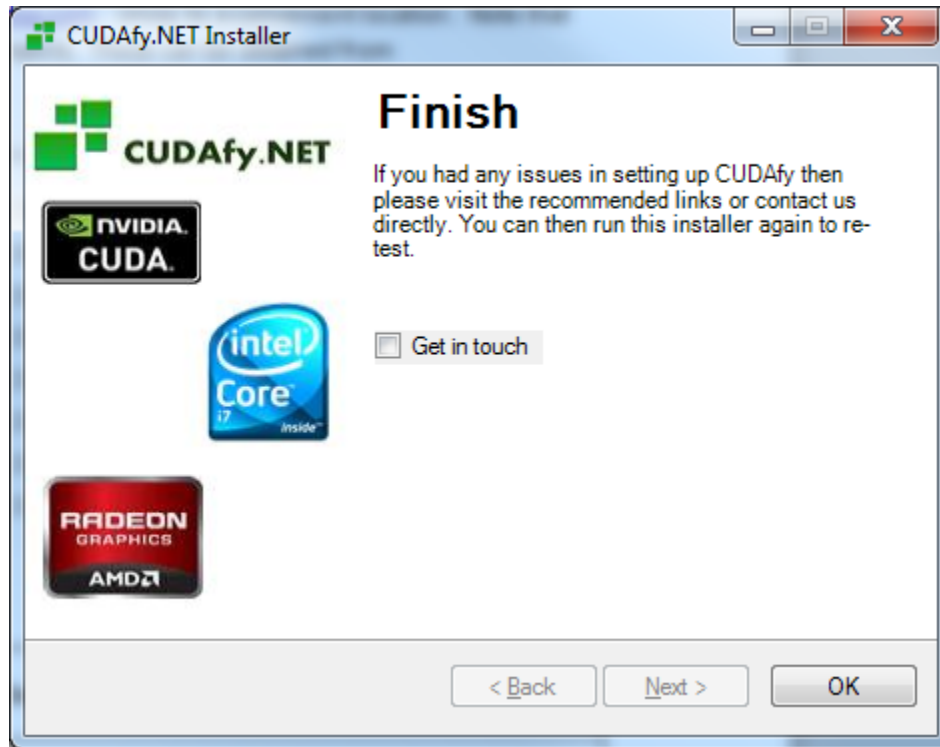 CUDAfy.NET Installer
CUDAfy.NET
Finish
If you had any issues in setting up CUDAfy then
please visit the recommended links or contact us
directly. You can then run this installer again to re-
test.
NVIDIA.
CUDA.
intel
Core™
i7
inside™
Get in touch
RADEON
GRAPHICS
AMD
< Back
Next >
OK